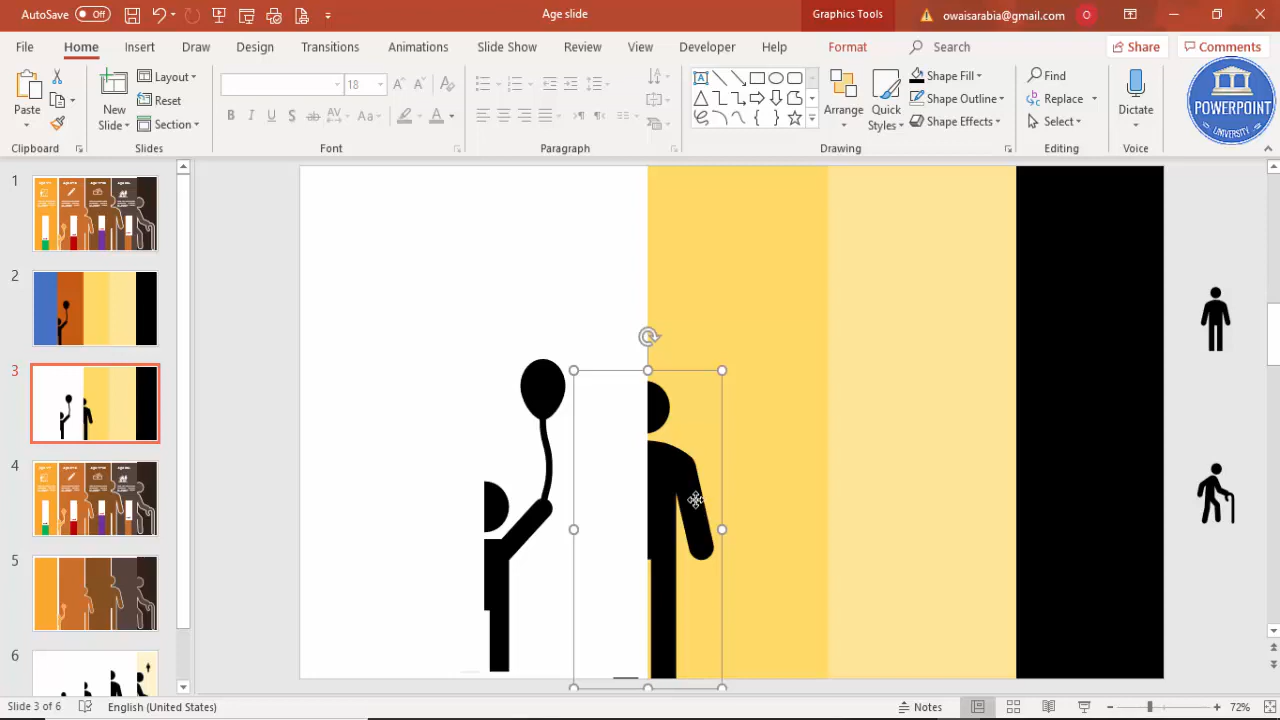 AutoSave Off Age slide Graphics Tools owaisarabia@gmail.com O
File Home Insert Draw Design Transitions Animations Slide Show Review View Developer Help Format Search Share Comments
Paste
New
Slide
Layout
Reset
Section
18
Arrange
Quick
Styles
Shape Fill
Shape Outline
Shape Effects
Find
Replace
Select
Dictate
POWERPOINT
UNIVERSITY
Clipboard Slides Font Paragraph Drawing Editing Voice
1
2
3
4
5
6
Slide 3 of 6 English (United States) Notes 72%